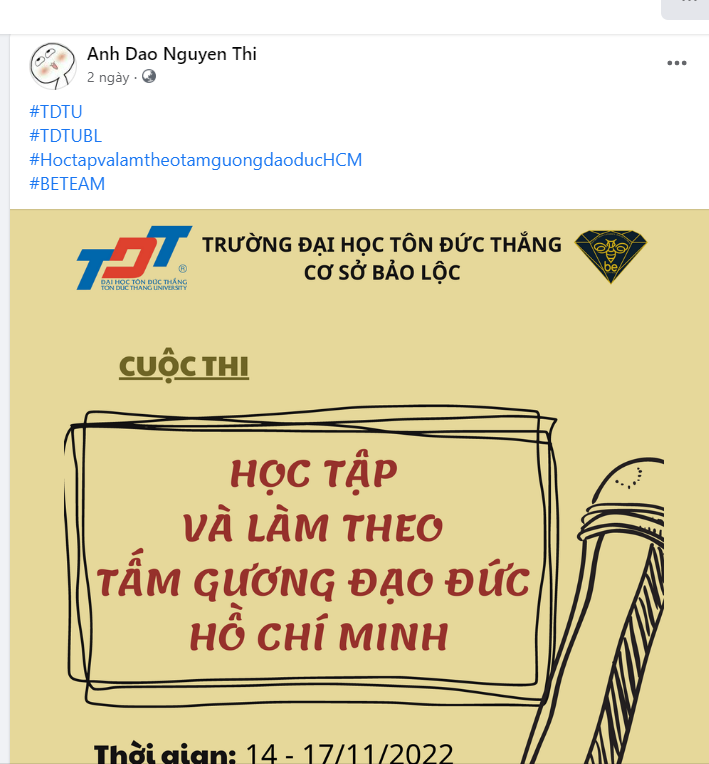 Anh Dao Nguyen Thi
2 ngày ·
#TDTU
#TDTUBL
#HoctapvalamtheotamguongdaoducHCM
#BETEAM
TDT
®
ĐẠI HỌC TÔN ĐỨC THẮNG
TON DUC THANG UNIVERSITY
TRƯỜNG ĐẠI HỌC TÔN ĐỨC THẮNG
CƠ SỞ BẢO LỘC
be
CUỘC THI
HỌC TẬP
VÀ LÀM THEO
TẤM GƯƠNG ĐẠO ĐỨC
HỒ CHÍ MINH
Thời gian: 14 - 17/11/2022